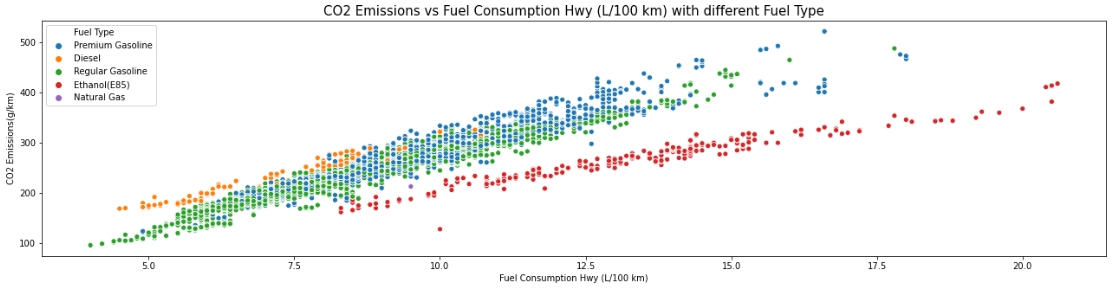 CO2 Emissions vs Fuel Consumption Hwy (L/100 km) with different Fuel Type
Fuel Type
Premium Gasoline
Diesel
Regular Gasoline
Ethanol(E85)
Natural Gas
CO2 Emissions(g/km)
500
400
300
200
100
5.0 7.5 10.0 12.5 15.0 17.5 20.0
Fuel Consumption Hwy (L/100 km)